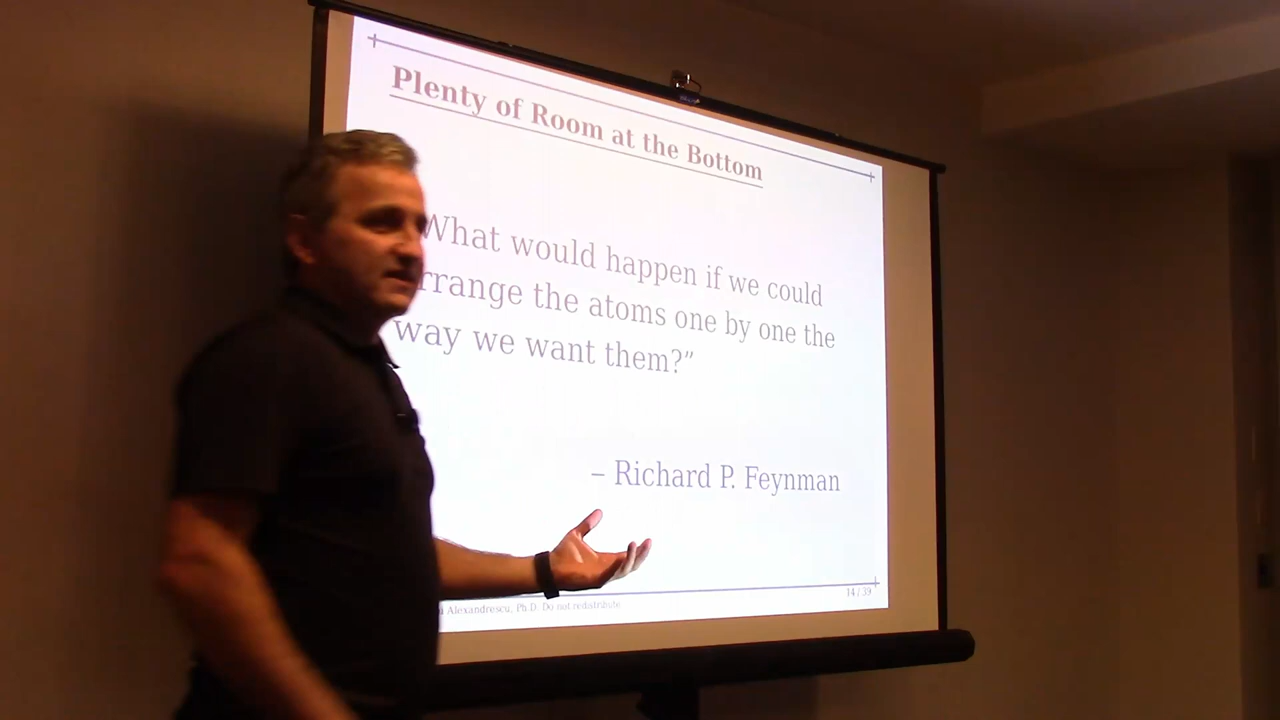 Plenty of Room at the Bottom
What would happen if we could
rrange the atoms one by one the
way we want them?”
– Richard P. Feynman
Alexandrescu, Ph.D. Do not redistribute
14 / 39